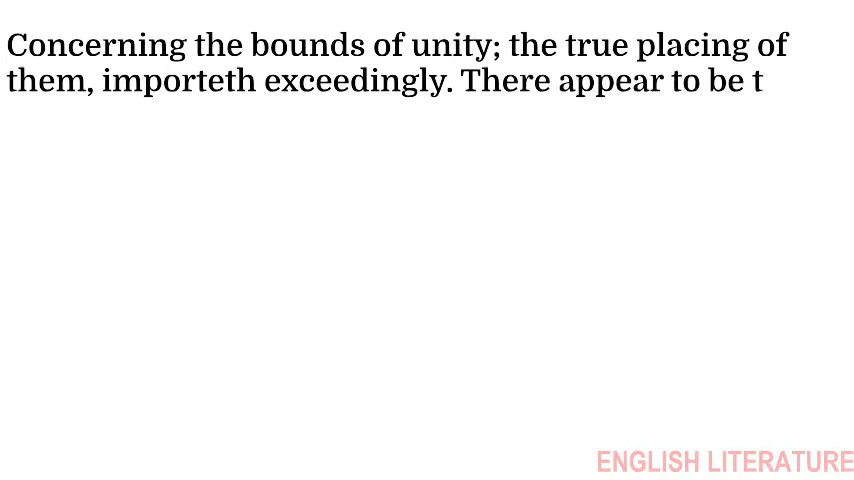 Concerning the bounds of unity; the true placing of
them, importeth exceedingly. There appear to be t
ENGLISH LITERATURE